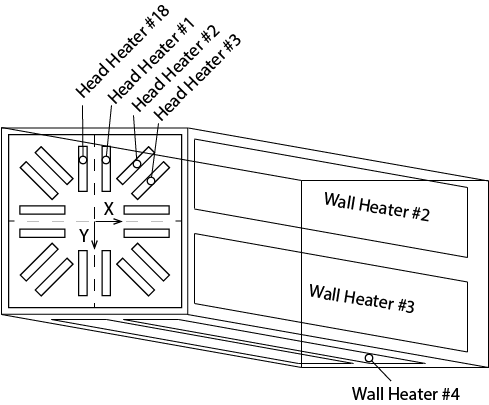 Head Heater #18
Head Heater #1
Head Heater #2
Head Heater #3
X
Y
Wall Heater #2
Wall Heater #3
Wall Heater #4